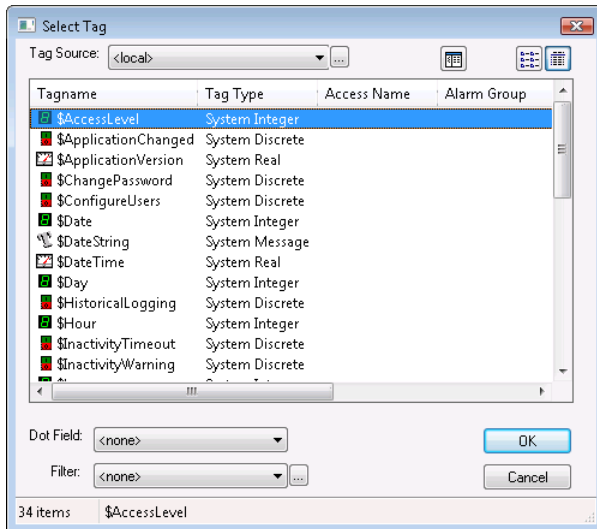 Select Tag
Tag Source: <local> ...
Tagname Tag Type Access Name Alarm Group
$AccessLevel System Integer
$ApplicationChanged System Discrete
$ApplicationVersion System Real
$ChangePassword System Discrete
$ConfigureUsers System Discrete
$Date System Integer
$DateString System Message
$DateTime System Real
$Day System Integer
$HistoricalLogging System Discrete
$Hour System Integer
$InactivityTimeout System Discrete
$InactivityWarning System Discrete
Dot Field: <none> OK
Filter: <none> ... Cancel
34 items $AccessLevel